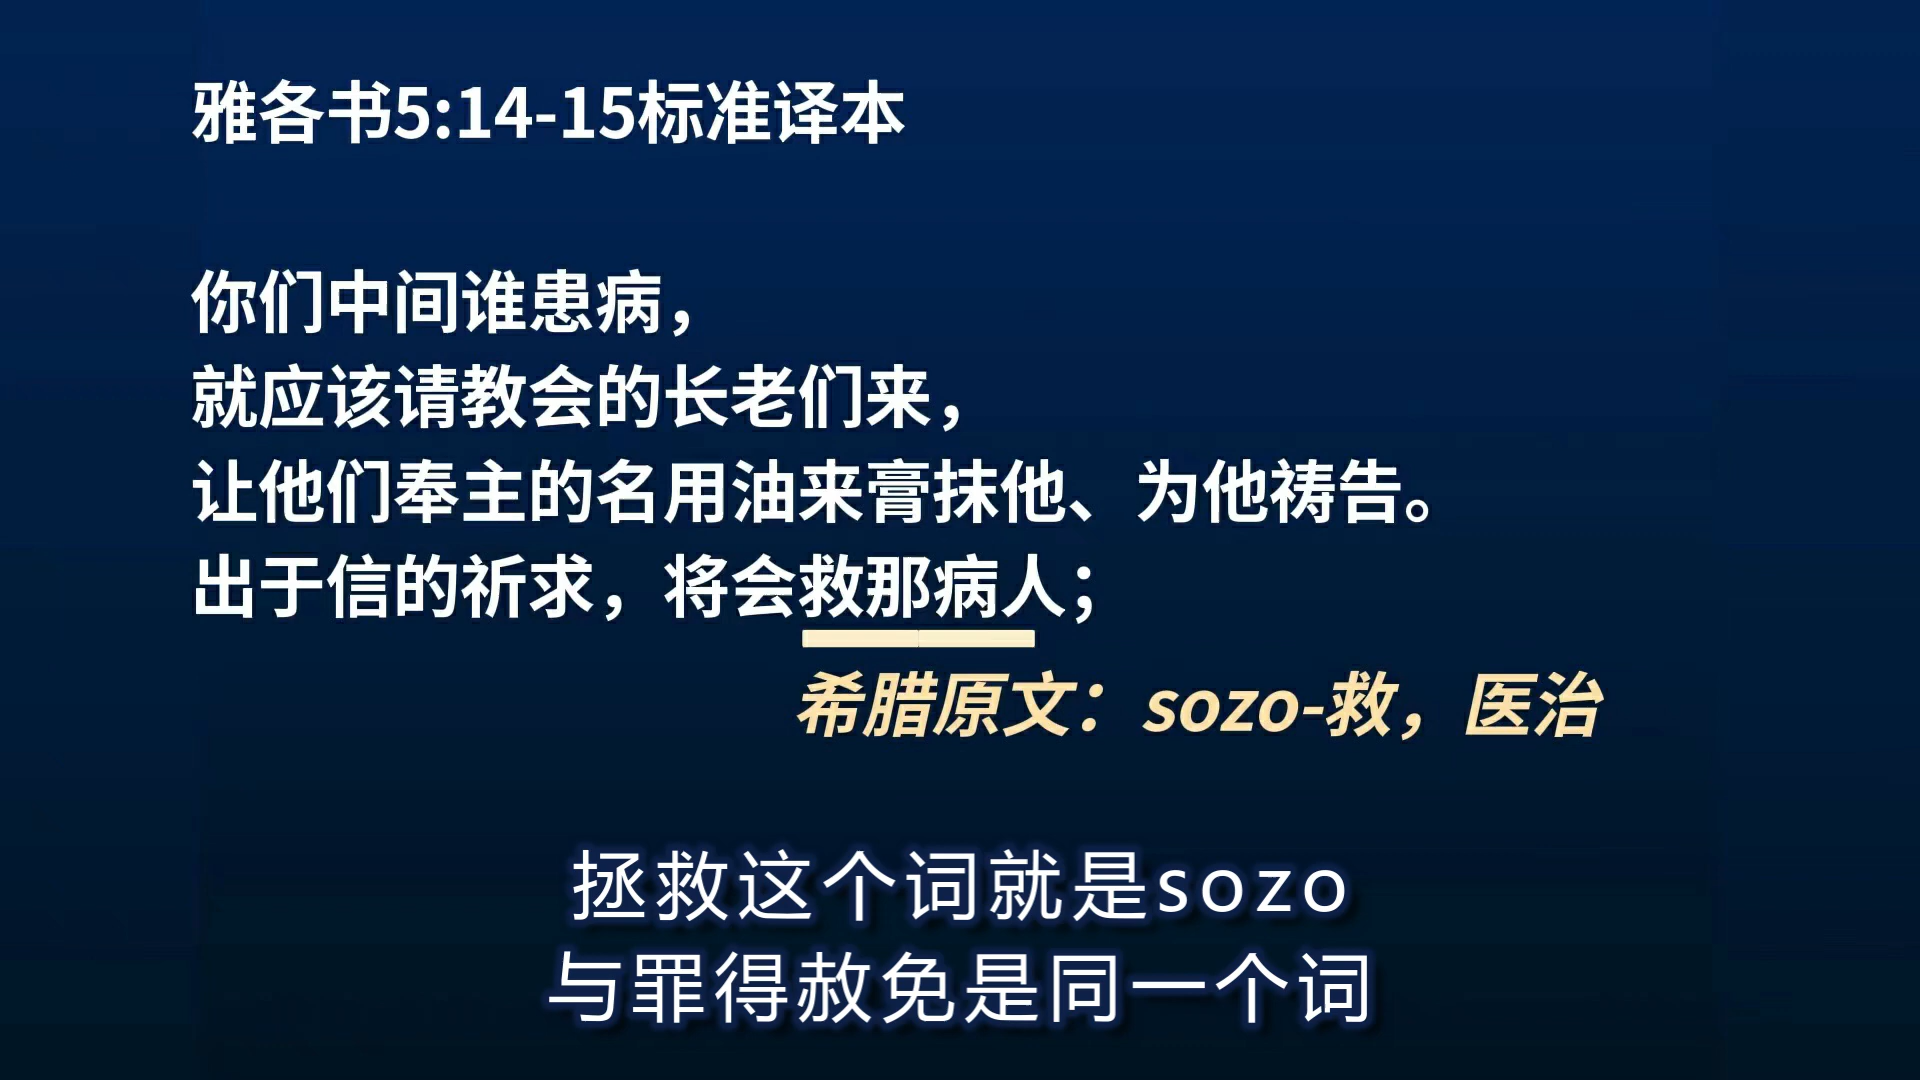 雅各书5:14-15标准译本
你们中间谁患病，
就应该请教会的长老们来，
让他们奉主的名用油来膏抹他、为他祷告。
出于信的祈求，将会救那病人；
希腊原文：sozo-救，医治
拯救这个词就是sozo
与罪得赦免是同一个词